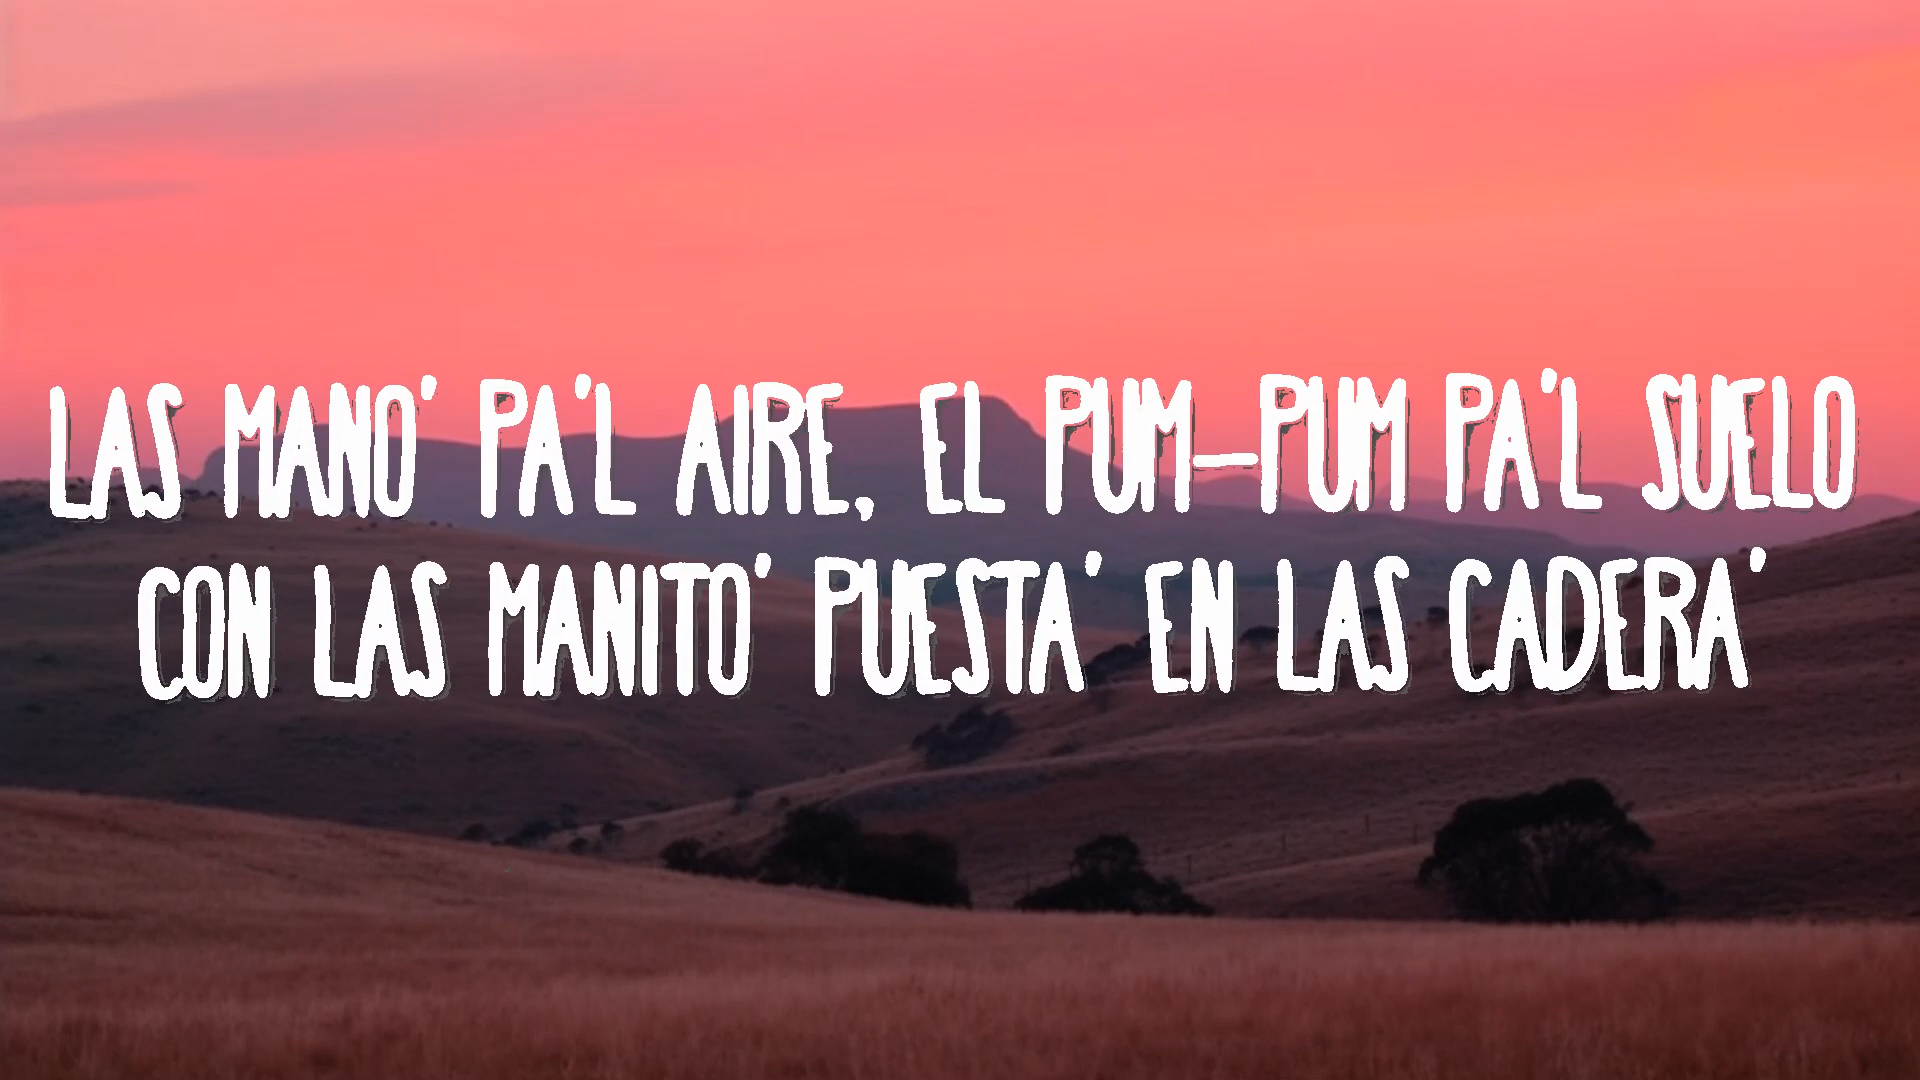 LAS MANO' PA'L AIRE, EL PUM-PUM PA'L SUELO
CON LAS MANITO' PUESTA' EN LAS CADERA'